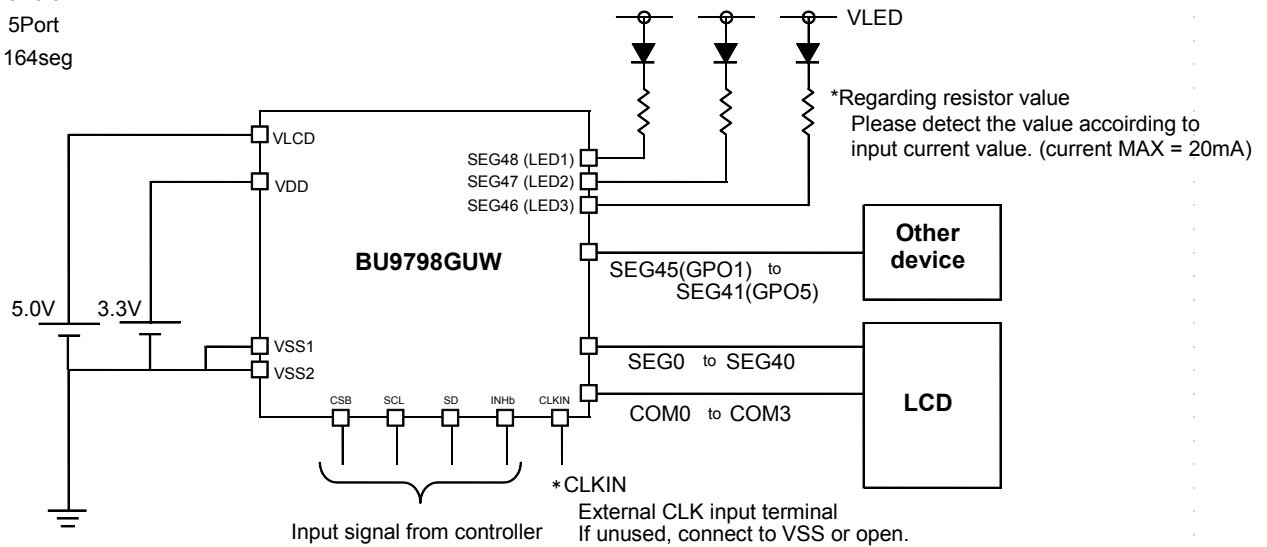 5Port
164seg
VLED
*Regarding resistor value
Please detect the value accoirding to
input current value. (current MAX = 20mA)
VLCD
VDD
SEG48 (LED1)
SEG47 (LED2)
SEG46 (LED3)
BU9798GUW
Other
device
SEG45(GPO1) to
SEG41(GPO5)
5.0V
3.3V
VSS1
VSS2
SEG0 to SEG40
LCD
COM0 to COM3
CSB
SCL
SD
INHb
CLKIN
*CLKIN
External CLK input terminal
If unused, connect to VSS or open.
Input signal from controller